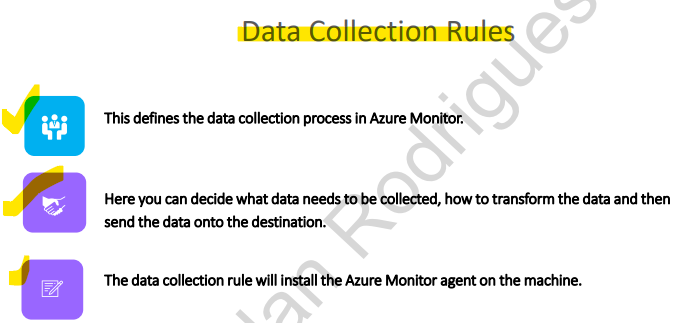 Data Collection Rules
This defines the data collection process in Azure Monitor.
Here you can decide what data needs to be collected, how to transform the data and then
send the data onto the destination.
The data collection rule will install the Azure Monitor agent on the machine.
lan Rodrigues